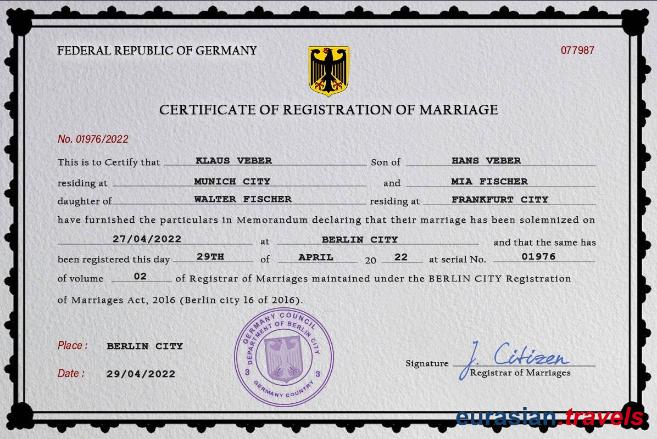 FEDERAL REPUBLIC OF GERMANY 077987
CERTIFICATE OF REGISTRATION OF MARRIAGE
No. 01976/2022
This is to Certify that KLAUS VEBER Son of HANS VEBER
residing at MUNICH CITY and MIA FISCHER
daughter of WALTER FISCHER residing at FRANKFURT CITY
have furnished the particulars in Memorandum declaring that their marriage has been solemnized on
27/04/2022 at BERLIN CITY and that the same has
been registered this day 29TH of APRIL 20 22 at serial No. 01976
of volume 02 of Registrar of Marriages maintained under the BERLIN CITY Registration
of Marriages Act, 2016 (Berlin city 16 of 2016).
GERMANY COUNCIL
DEPARTMENT OF BERLIN CITY
3 3
GERMANY COUNTRY
Place : BERLIN CITY
Date : 29/04/2022
Signature J. Citizen
Registrar of Marriages
eurasian.travels